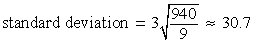 standard deviation = 3√(940/9) ≈ 30.7